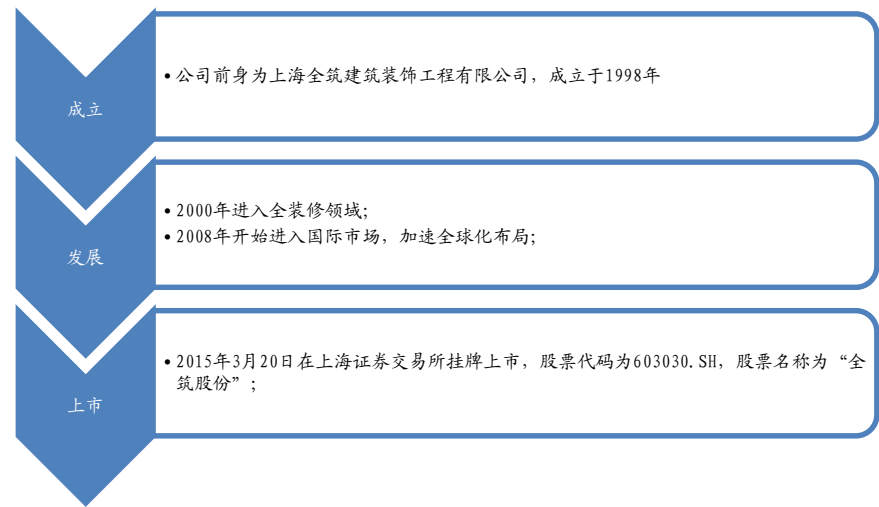 成立
•公司前身为上海全筑建筑装饰工程有限公司，成立于1998年
发展
•2000年进入全装修领域；
•2008年开始进入国际市场，加速全球化布局；
上市
•2015年3月20日在上海证券交易所挂牌上市，股票代码为603030.SH，股票名称为“全
筑股份”；